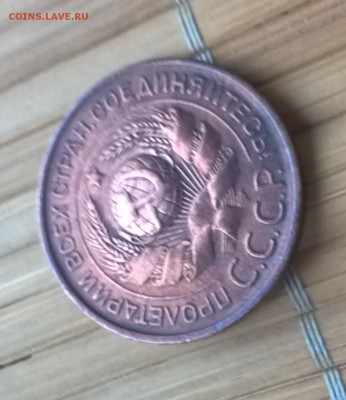 COINS.LAVE.RU
ПРОЛЕТАРИИ ВСЕХ СТРАН, СОЕДИНЯЙТЕСЬ!
С.С.С.Р.